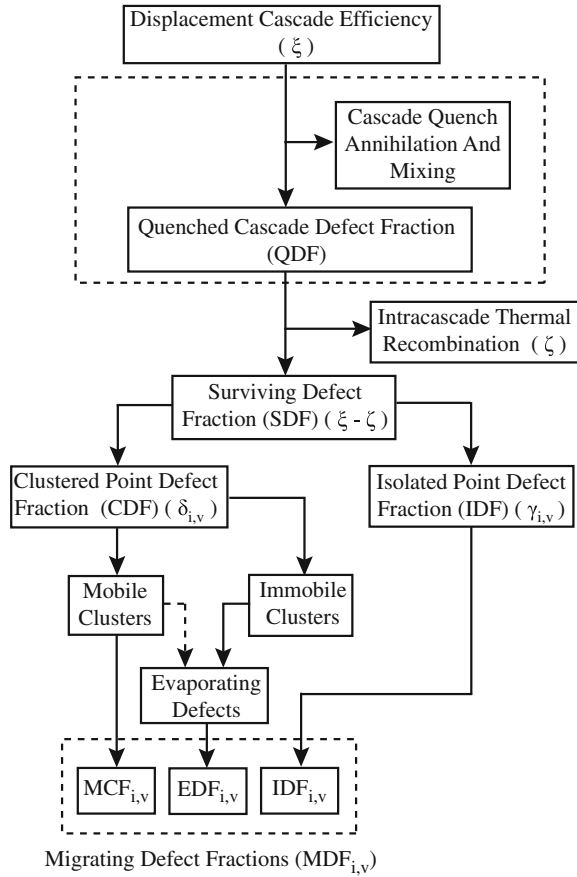 Displacement Cascade Efficiency
( ξ )
Cascade Quench
Annihilation And
Mixing
Quenched Cascade Defect Fraction
(QDF)
Intracascade Thermal
Recombination ( ζ )
Surviving Defect
Fraction (SDF) ( ξ - ζ )
Clustered Point Defect
Fraction (CDF) ( δi,v )
Isolated Point Defect
Fraction (IDF) ( γi,v )
Mobile
Clusters
Immobile
Clusters
Evaporating
Defects
MCFi,v
EDFi,v
IDFi,v
Migrating Defect Fractions (MDFi,v)